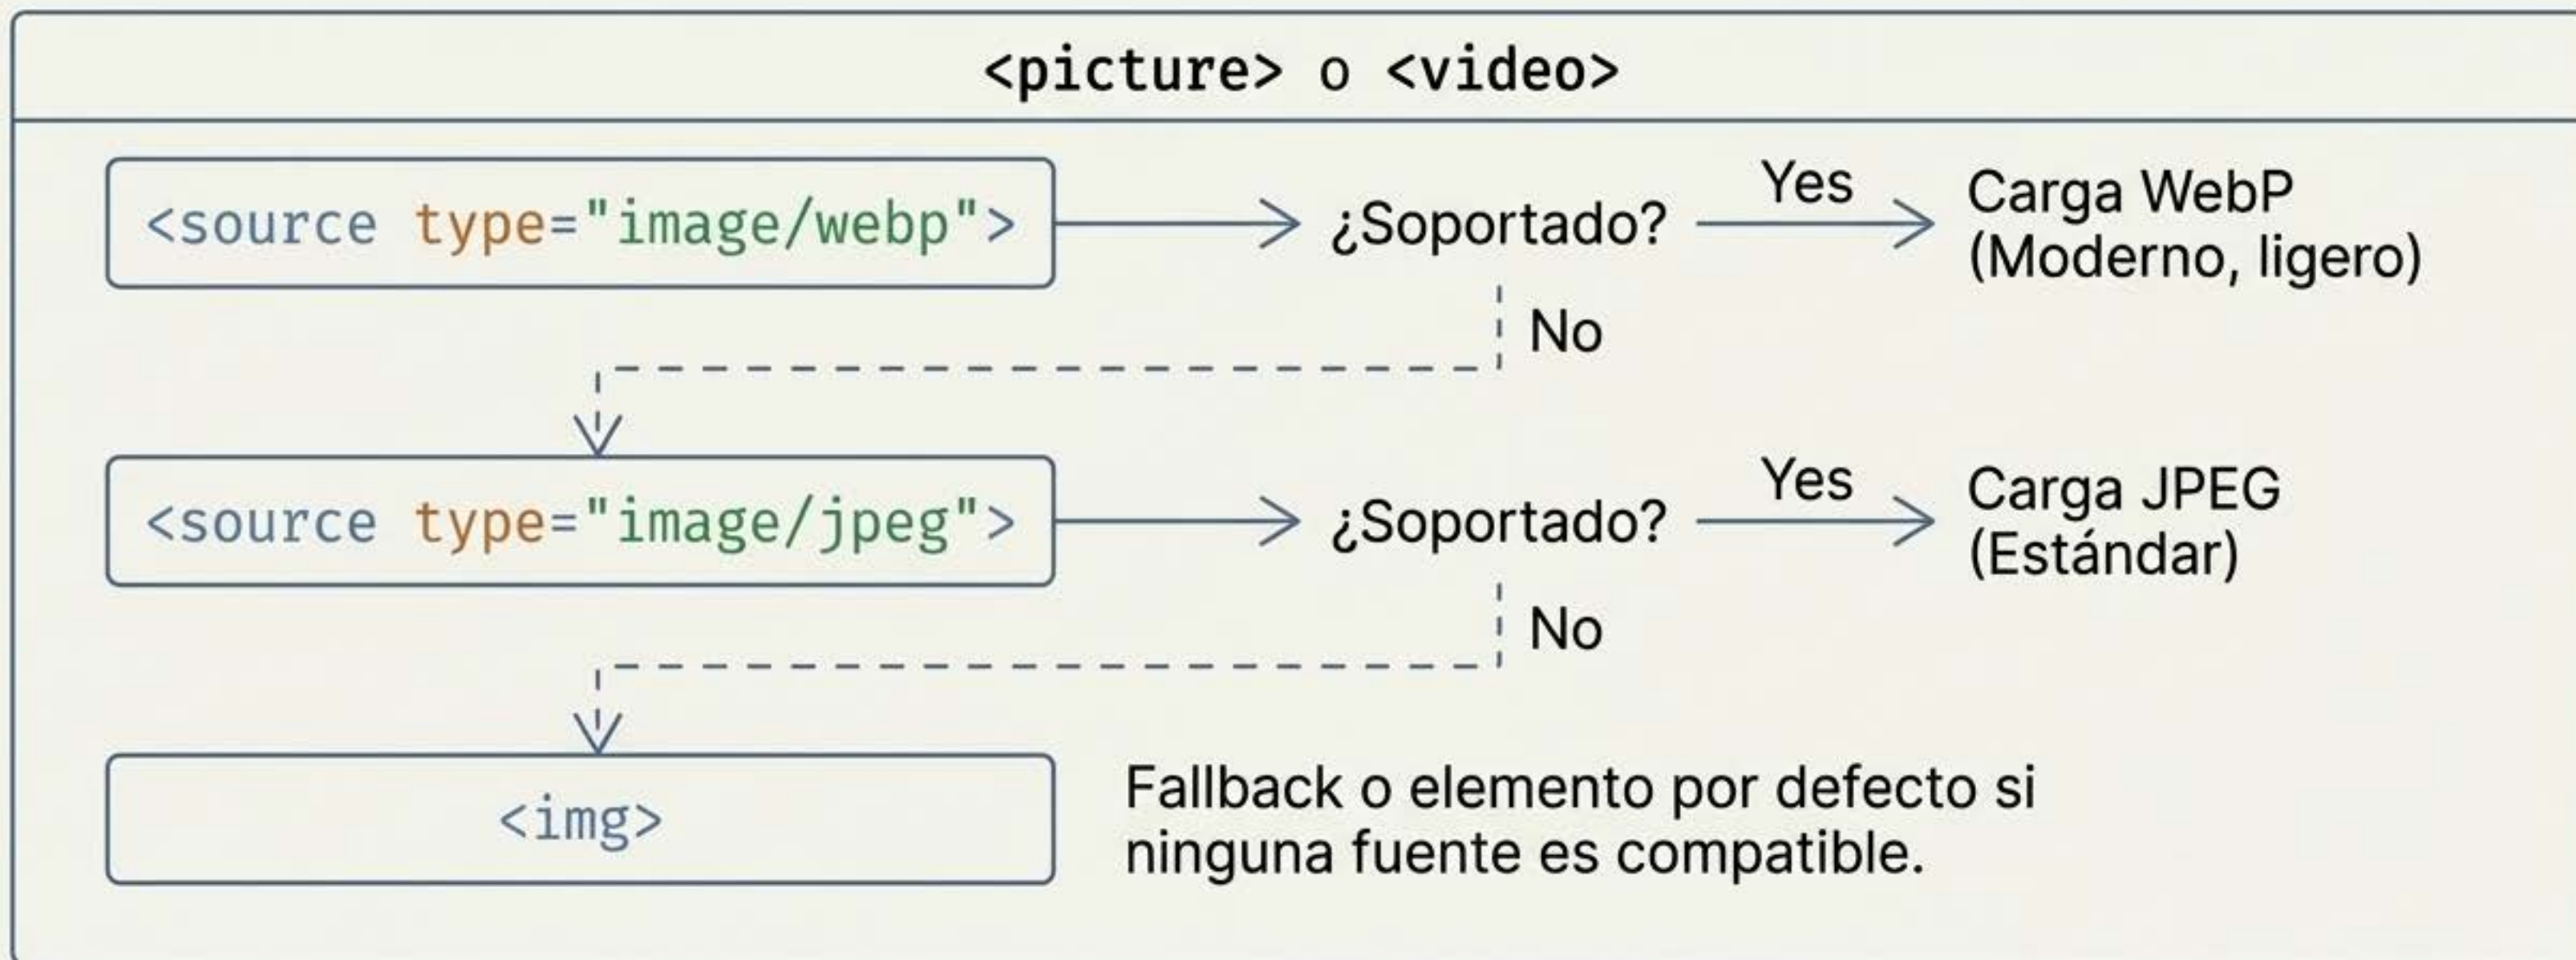 <picture> o <video>
<source type="image/webp">
¿Soportado?
Yes
Carga WebP
(Moderno, ligero)
No
<source type="image/jpeg">
¿Soportado?
Yes
Carga JPEG
(Estándar)
No
<img>
Fallback o elemento por defecto si
ninguna fuente es compatible.